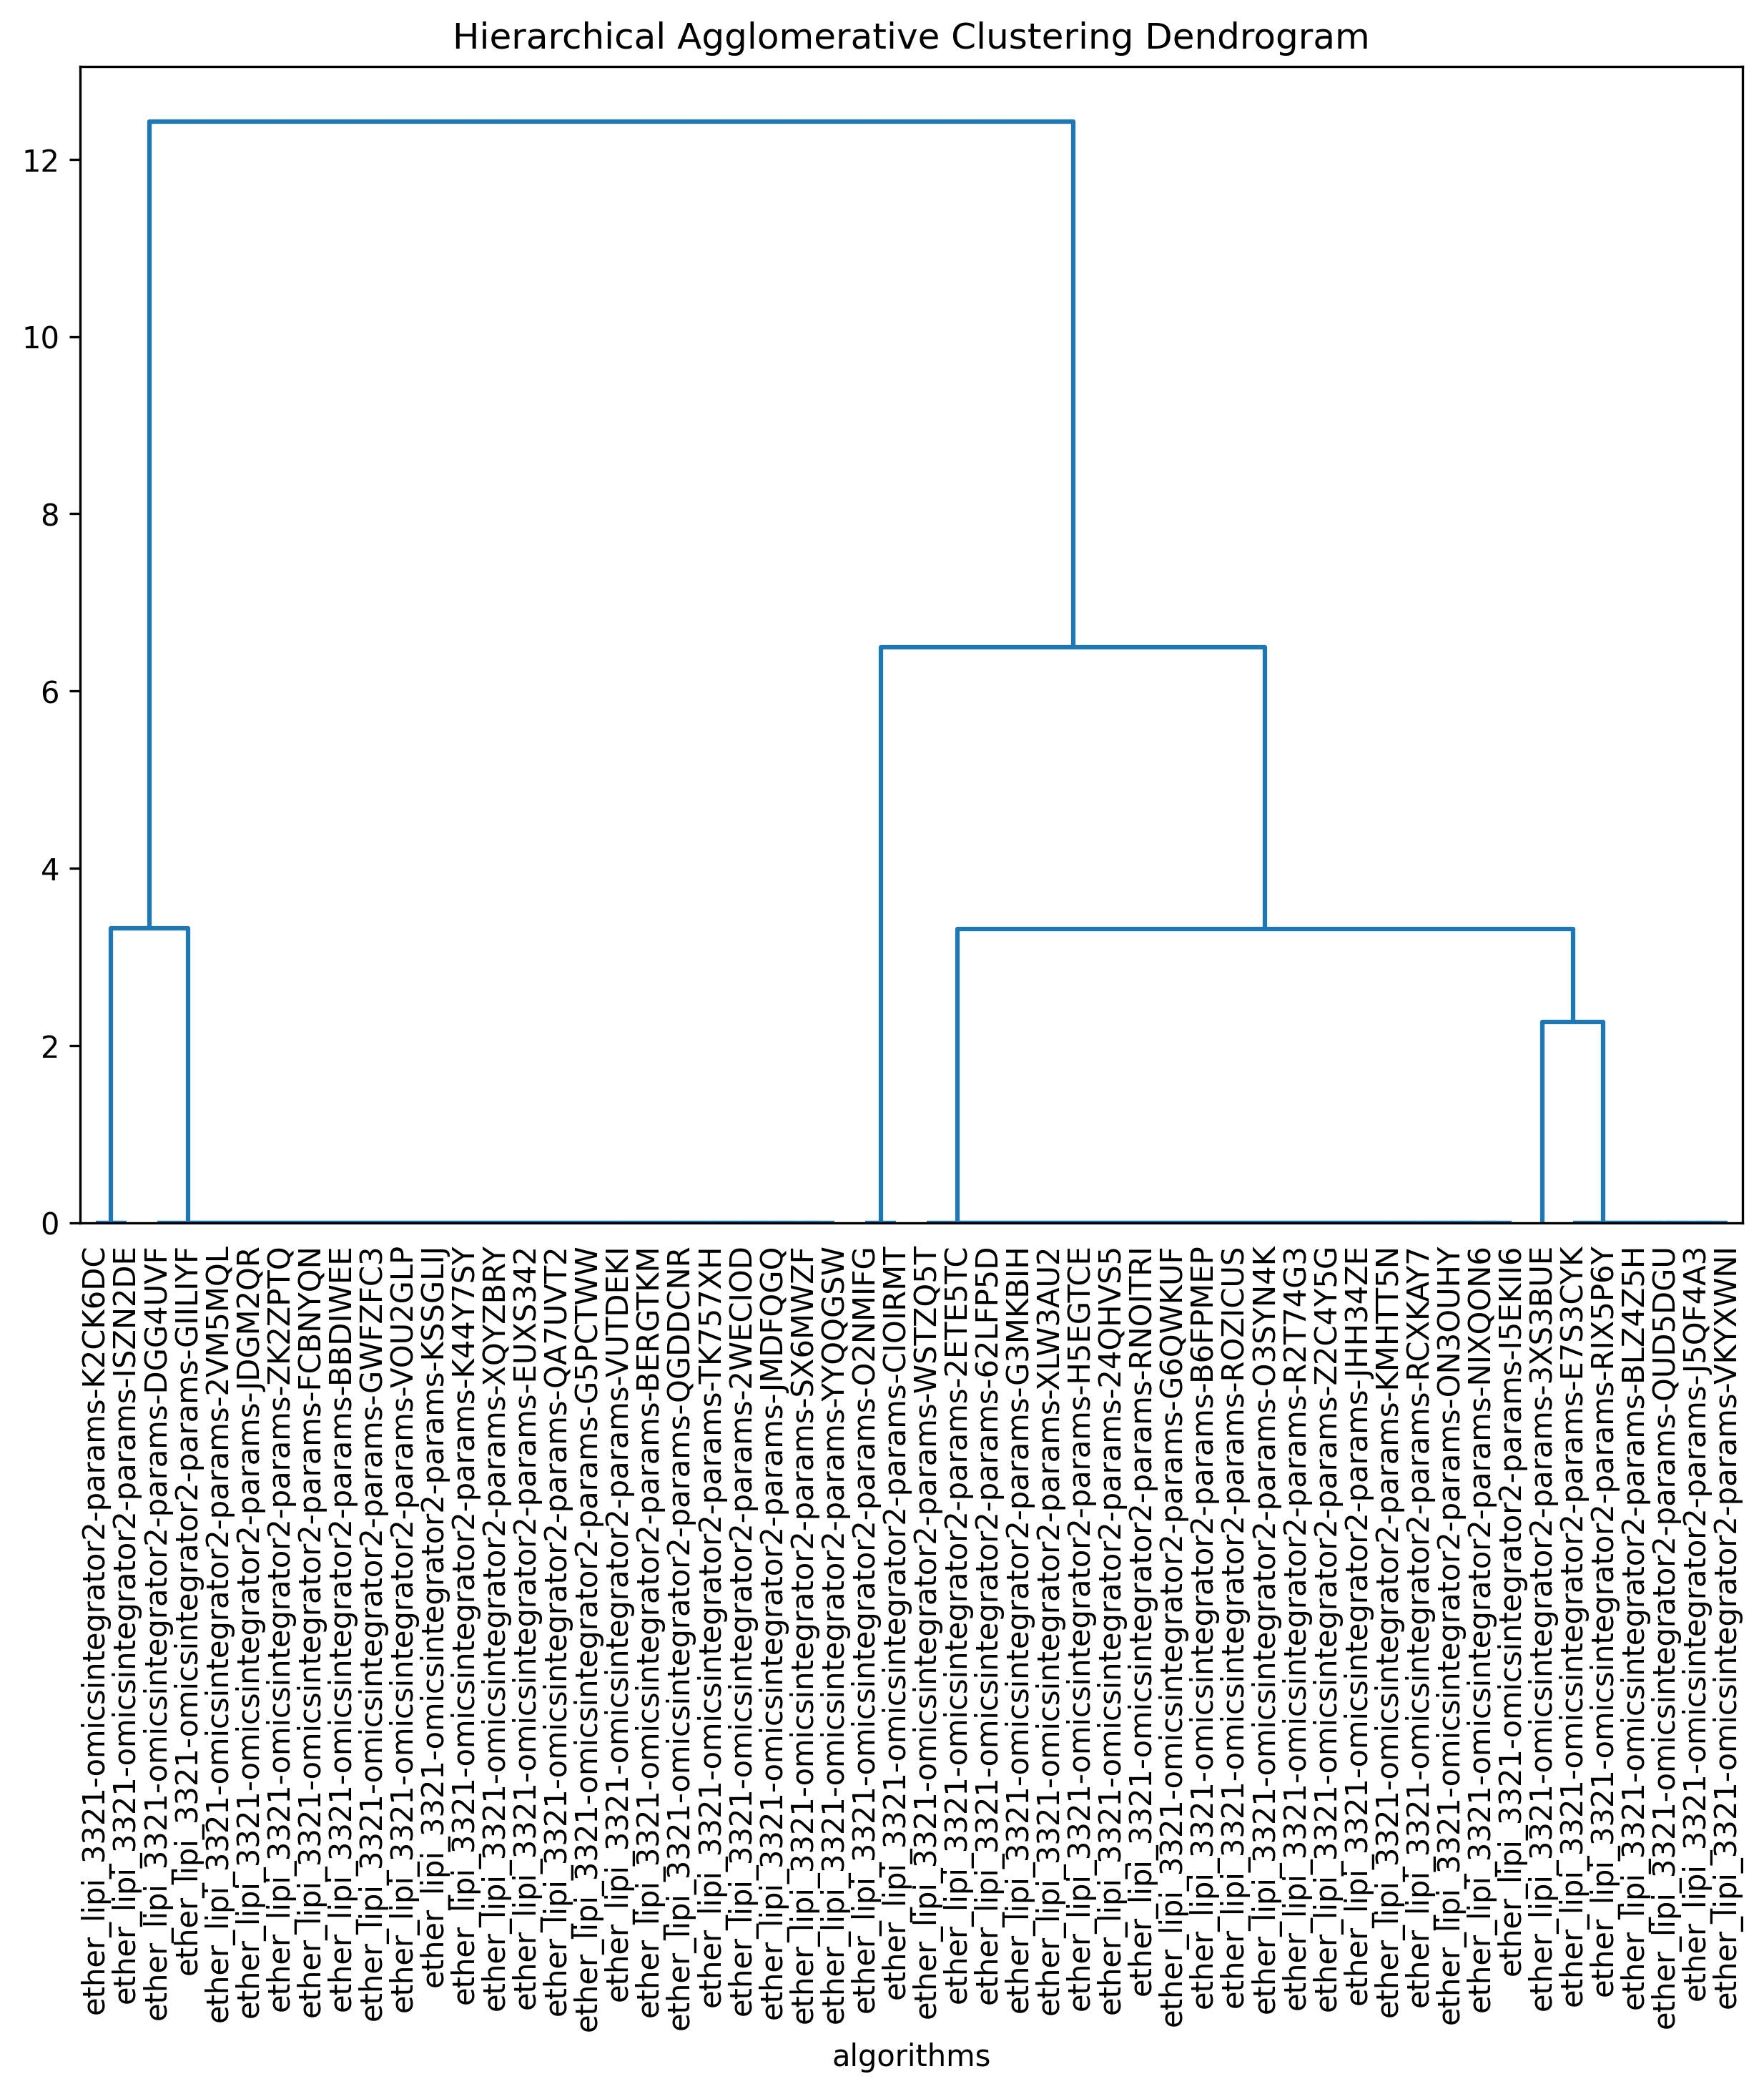 Hierarchical Agglomerative Clustering Dendrogram
12
10
8
6
4
2
0
ether_lipi_3321-omicsintegrator2-params-K2CK6DC
ether_lipi_3321-omicsintegrator2-params-ISZN2DE
ether_lipi_3321-omicsintegrator2-params-DGG4UVF
ether_lipi_3321-omicsintegrator2-params-GIILIYF
ether_lipi_3321-omicsintegrator2-params-2VM5MQL
ether_lipi_3321-omicsintegrator2-params-JDGM2QR
ether_lipi_3321-omicsintegrator2-params-ZK2ZPTQ
ether_lipi_3321-omicsintegrator2-params-FCBNYQN
ether_lipi_3321-omicsintegrator2-params-BBDIWEE
ether_lipi_3321-omicsintegrator2-params-GWFZFC3
ether_lipi_3321-omicsintegrator2-params-VOU2GLP
ether_lipi_3321-omicsintegrator2-params-KSSGLIJ
ether_lipi_3321-omicsintegrator2-params-K44Y7SY
ether_lipi_3321-omicsintegrator2-params-XQYZBRY
ether_lipi_3321-omicsintegrator2-params-EUXS342
ether_lipi_3321-omicsintegrator2-params-QA7UVT2
ether_lipi_3321-omicsintegrator2-params-G5PCTWW
ether_lipi_3321-omicsintegrator2-params-VUTDEKI
ether_lipi_3321-omicsintegrator2-params-BERGTKM
ether_lipi_3321-omicsintegrator2-params-QGDDCNR
ether_lipi_3321-omicsintegrator2-params-TK757XH
ether_lipi_3321-omicsintegrator2-params-2WECIOD
ether_lipi_3321-omicsintegrator2-params-JMDFQGQ
ether_lipi_3321-omicsintegrator2-params-SX6MWZF
ether_lipi_3321-omicsintegrator2-params-YYQQGSW
ether_lipi_3321-omicsintegrator2-params-O2NMIFG
ether_lipi_3321-omicsintegrator2-params-CIOIRMT
ether_lipi_3321-omicsintegrator2-params-WSTZQ5T
ether_lipi_3321-omicsintegrator2-params-2ETE5TC
ether_lipi_3321-omicsintegrator2-params-62LFP5D
ether_lipi_3321-omicsintegrator2-params-G3MKBIH
ether_lipi_3321-omicsintegrator2-params-XLW3AU2
ether_lipi_3321-omicsintegrator2-params-H5EGTCE
ether_lipi_3321-omicsintegrator2-params-24QHVS5
ether_lipi_3321-omicsintegrator2-params-RNOITRI
ether_lipi_3321-omicsintegrator2-params-G6QWKUF
ether_lipi_3321-omicsintegrator2-params-B6FPMEP
ether_lipi_3321-omicsintegrator2-params-ROZICUS
ether_lipi_3321-omicsintegrator2-params-O3SYN4K
ether_lipi_3321-omicsintegrator2-params-R2T74G3
ether_lipi_3321-omicsintegrator2-params-Z2C4Y5G
ether_lipi_3321-omicsintegrator2-params-JHH34ZE
ether_lipi_3321-omicsintegrator2-params-KMHTT5N
ether_lipi_3321-omicsintegrator2-params-RCXKAY7
ether_lipi_3321-omicsintegrator2-params-ON3OUHY
ether_lipi_3321-omicsintegrator2-params-NIXQON6
ether_lipi_3321-omicsintegrator2-params-I5EKII6
ether_lipi_3321-omicsintegrator2-params-3XS3BUE
ether_lipi_3321-omicsintegrator2-params-E7S3CYK
ether_lipi_3321-omicsintegrator2-params-RIX5P6Y
ether_lipi_3321-omicsintegrator2-params-BLZ4Z5H
ether_lipi_3321-omicsintegrator2-params-QUD5DGU
ether_lipi_3321-omicsintegrator2-params-J5QF4A3
ether_lipi_3321-omicsintegrator2-params-VKYXWNI
algorithms